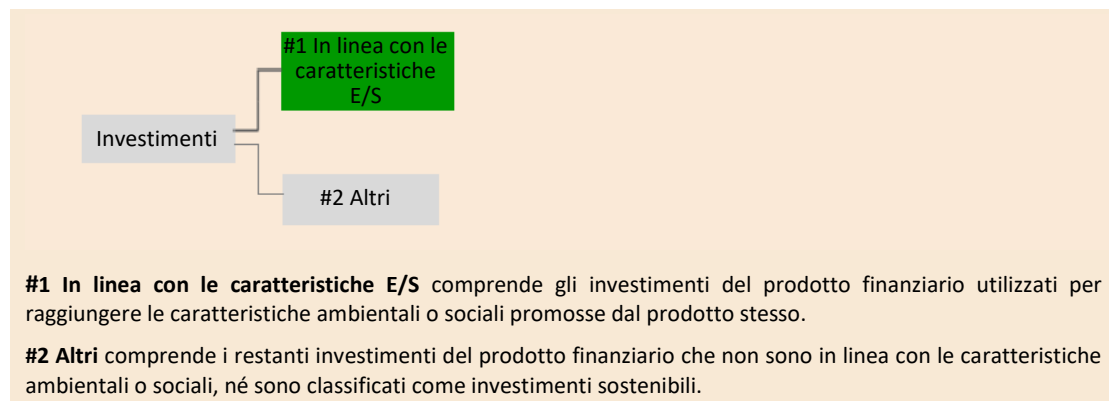 #1 In linea con le
caratteristiche
E/S
Investimenti
#2 Altri
#1 In linea con le caratteristiche E/S comprende gli investimenti del prodotto finanziario utilizzati per
raggiungere le caratteristiche ambientali o sociali promosse dal prodotto stesso.
#2 Altri comprende i restanti investimenti del prodotto finanziario che non sono in linea con le caratteristiche
ambientali o sociali, né sono classificati come investimenti sostenibili.